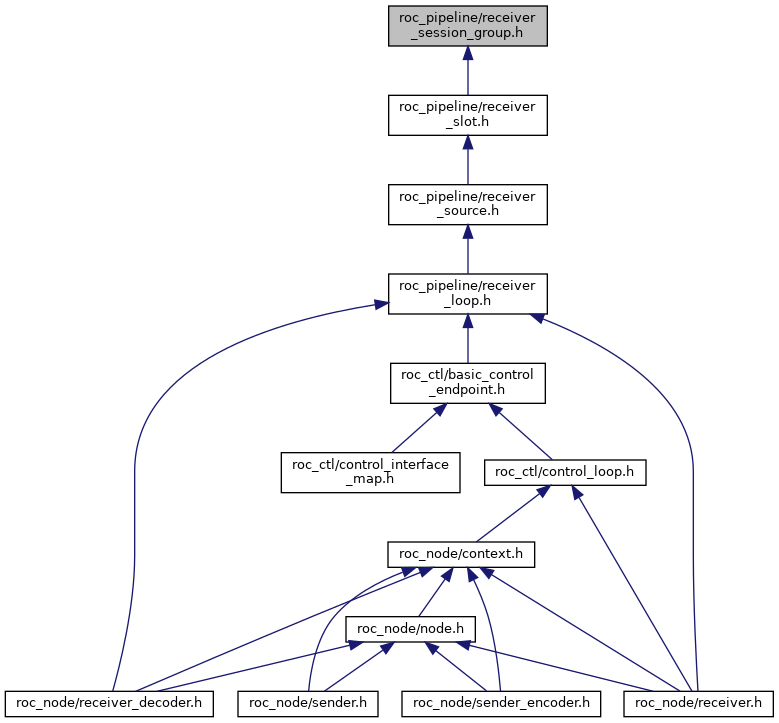 roc_pipeline/receiver
_session_group.h
roc_pipeline/receiver
_slot.h
roc_pipeline/receiver
_source.h
roc_pipeline/receiver
_loop.h
roc_ctl/basic_control
_endpoint.h
roc_ctl/control_interface
_map.h
roc_ctl/control_loop.h
roc_node/context.h
roc_node/node.h
roc_node/receiver_decoder.h
roc_node/sender.h
roc_node/sender_encoder.h
roc_node/receiver.h